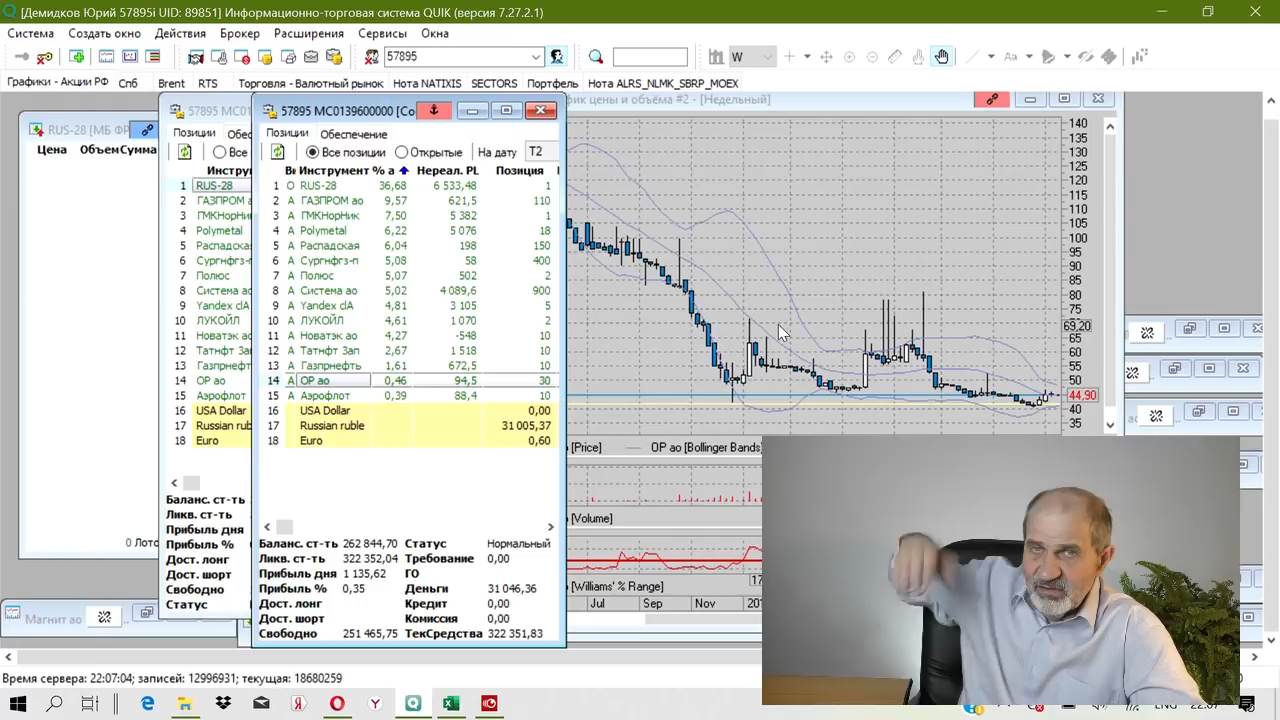 [Демидков Юрий 57895i UID: 89851] Информационно-торговая система QUIK (версия 7.27.2.1)
Система Создать окно Действия Брокер Расширения Сервисы Окна
57895 W
Графики - Акции РФ Спб Brent RTS Торговля - Валютный рынок Нота NATIXIS SECTORS Портфель Нота ALRS_NLMK_SBRP_MOEX
RUS-28 [МБ ФР
Цена Объем Сумма
0 Лото
Магнит ао
57895 MC01
Позиции Обес
Все
Инструм
1 RUS-28
2 ГАЗПРОМ а
3 ГМКНорНик
4 Polymetal
5 Распадская
6 Сургнфгз-п
7 Полюс
8 Система ао
9 Yandex clA
10 ЛУКОЙЛ
11 Новатэк ао
12 Татнфт 3ап
13 Газпрнефть
14 ОР ао
15 Аэрофлот
16 USA Dollar
17 Russian rub
18 Euro
Баланс. ст-ть
Ликв. ст-ть
Прибыль дня
Прибыль %
Дост. лонг
Дост. шорт
Свободно
Статус
57895 MC0139600000 [Со
Позиции Обеспечение
Все позиции Открытые На дату T2
Ви Инструмент % а Нереал. PL Позиция
1 О RUS-28 36,68 6 533,48 1
2 А ГАЗПРОМ ао 9,57 621,5 110
3 А ГМКНорНик 7,50 5 382 1
4 А Polymetal 6,22 5 076 18
5 А Распадская 6,04 198 150
6 А Сургнфгз-п 5,08 58 400
7 А Полюс 5,07 502 2
8 А Система ао 5,02 4 089,6 900
9 А Yandex clA 4,81 3 105 5
10 А ЛУКОЙЛ 4,61 1 070 2
11 А Новатэк ао 4,27 -548 10
12 А Татнфт 3ап 2,67 1 518 10
13 А Газпрнефть 1,61 672,5 10
14 А ОР ао 0,46 94,5 30
15 А Аэрофлот 0,39 88,4 10
16 USA Dollar 0,00
17 Russian ruble 31 005,37
18 Euro 0,60
Баланс. ст-ть 262 844,70 Статус Нормальный
Ликв. ст-ть 322 352,04 Требование 0,00
Прибыль дня 1 135,62 ГО
Прибыль % 0,35 Деньги 31 046,36
Дост. лонг Кредит 0,00
Дост. шорт Комиссия 0,00
Свободно 251 465,75 ТекСредства 322 351,83
фик цены и объёма #2 - [Недельный]
140
135
130
125
120
115
110
105
100
95
90
85
80
75
69,20
65
60
55
50
44,90
40
35
[Price] ОР ао [Bollinger Bands]
[Volume]
[Williams' % Range]
Jul Sep Nov
Время сервера: 22:07:04; записей: 12996931; текущая: 18680259